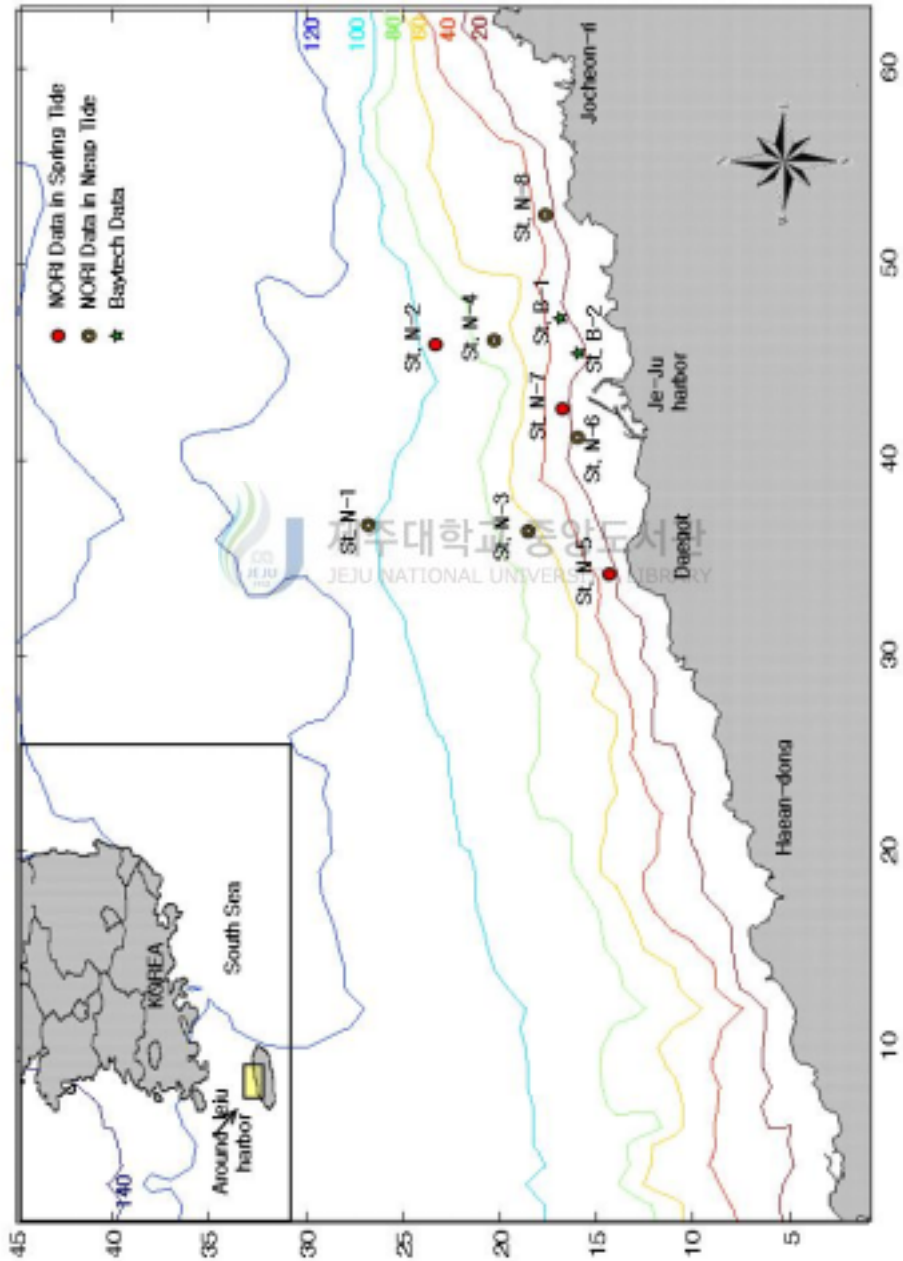 NORI Data in Spring Tide
NORI Data in Neap Tide
Baytech Data
120
100
80
60
40
20
140
KOREA
South Sea
Around Jeju
harbor
St. N-1
St. N-2
St. N-3
St. N-4
St. N-5
St. N-6
St. N-7
St. N-8
St. B-1
St. B-2
Jocheon-ri
Je-Ju
harbor
Daegot
Haean-dong
JEJU
1952
제주대학교 중앙도서관
JEJU NATIONAL UNIVERSITY LIBRARY
45
40
35
30
25
20
15
10
5
10
20
30
40
50
60